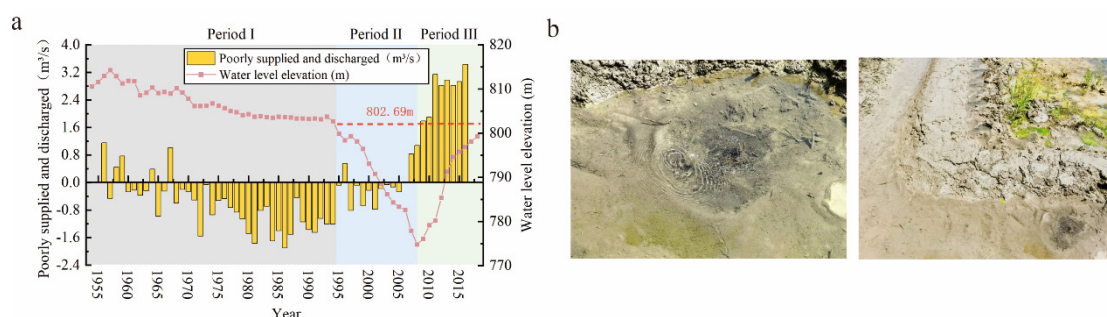 a
b
Period I
Period II
Period III
Poorly supplied and discharged (m³/s)
Water level elevation (m)
802.69m
Poorly supplied and discharged（m³/s）
4.0
3.2
2.4
1.6
0.8
0.0
-0.8
-1.6
-2.4
820
810
800
790
780
770
Water level elevation (m)
1955
1960
1965
1970
1975
1980
1985
1990
1995
2000
2005
2010
2015
Year